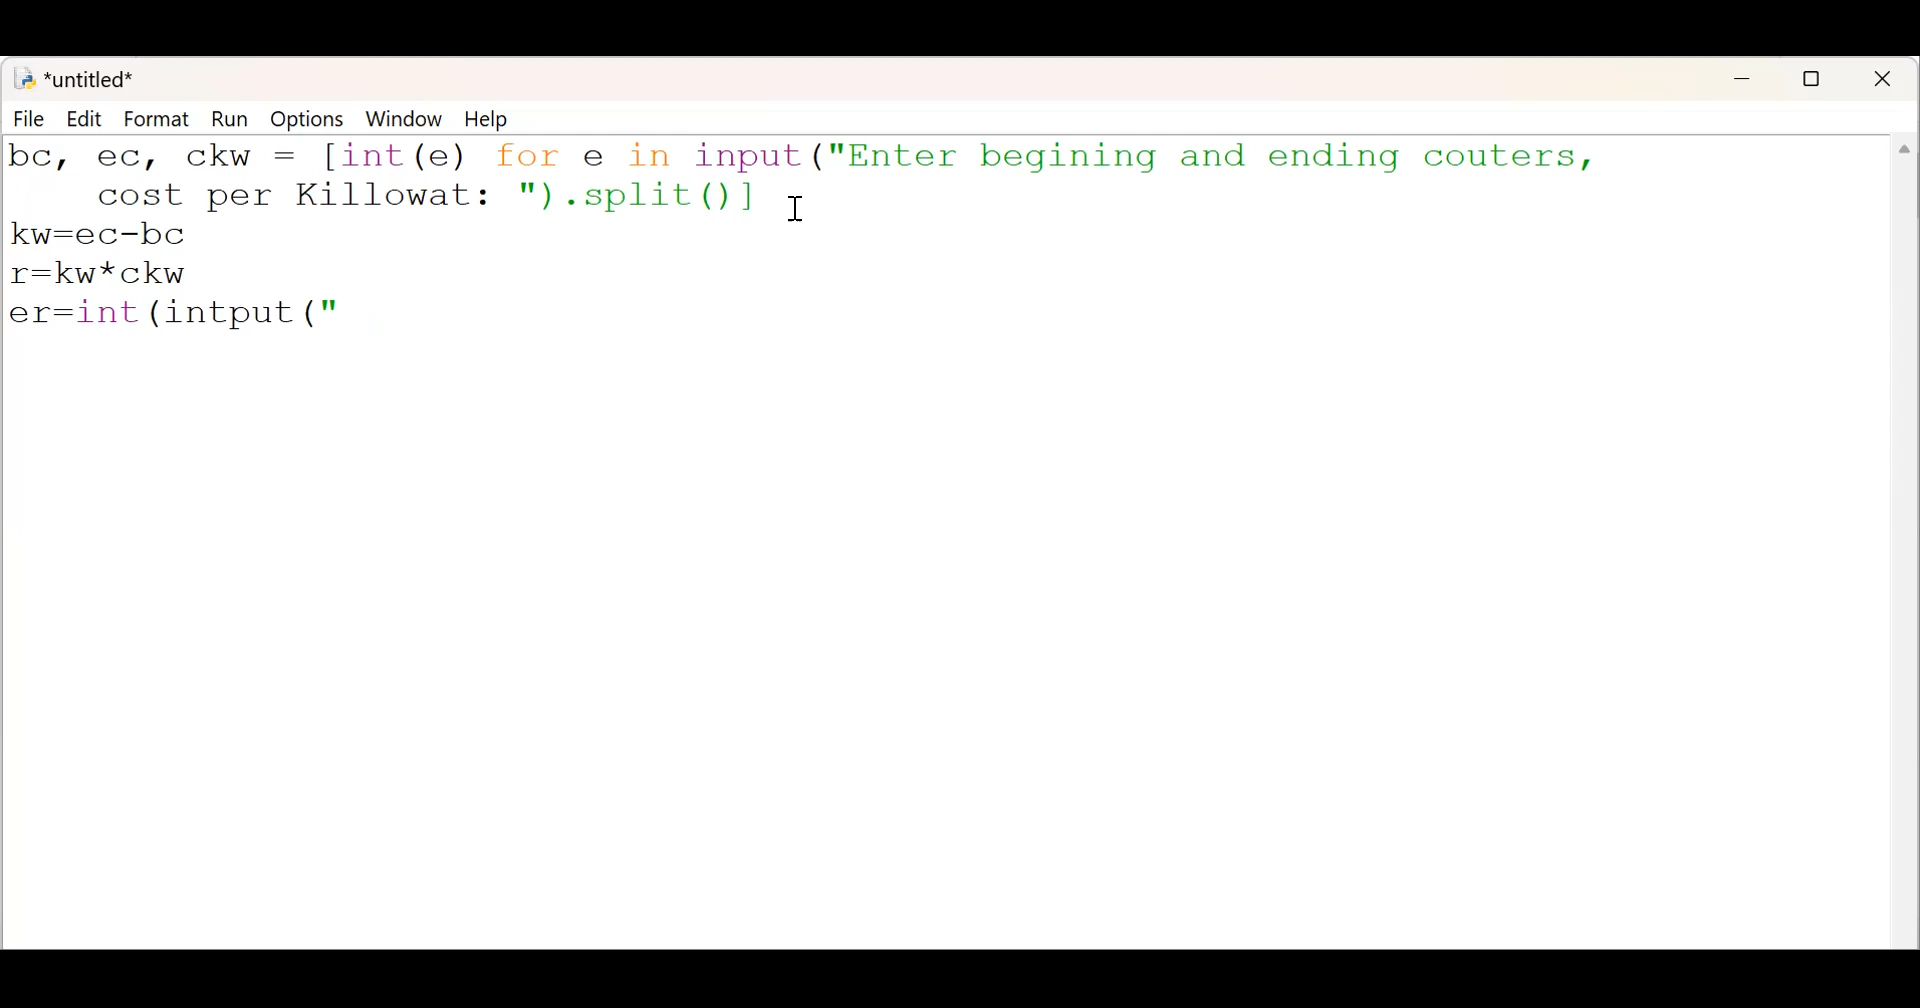 *untitled*
File Edit Format Run Options Window Help
bc, ec, ckw = [int(e) for e in input("Enter begining and ending couters,
    cost per Killowat: ").split()]
kw=ec-bc
r=kw*ckw
er=int(intput("